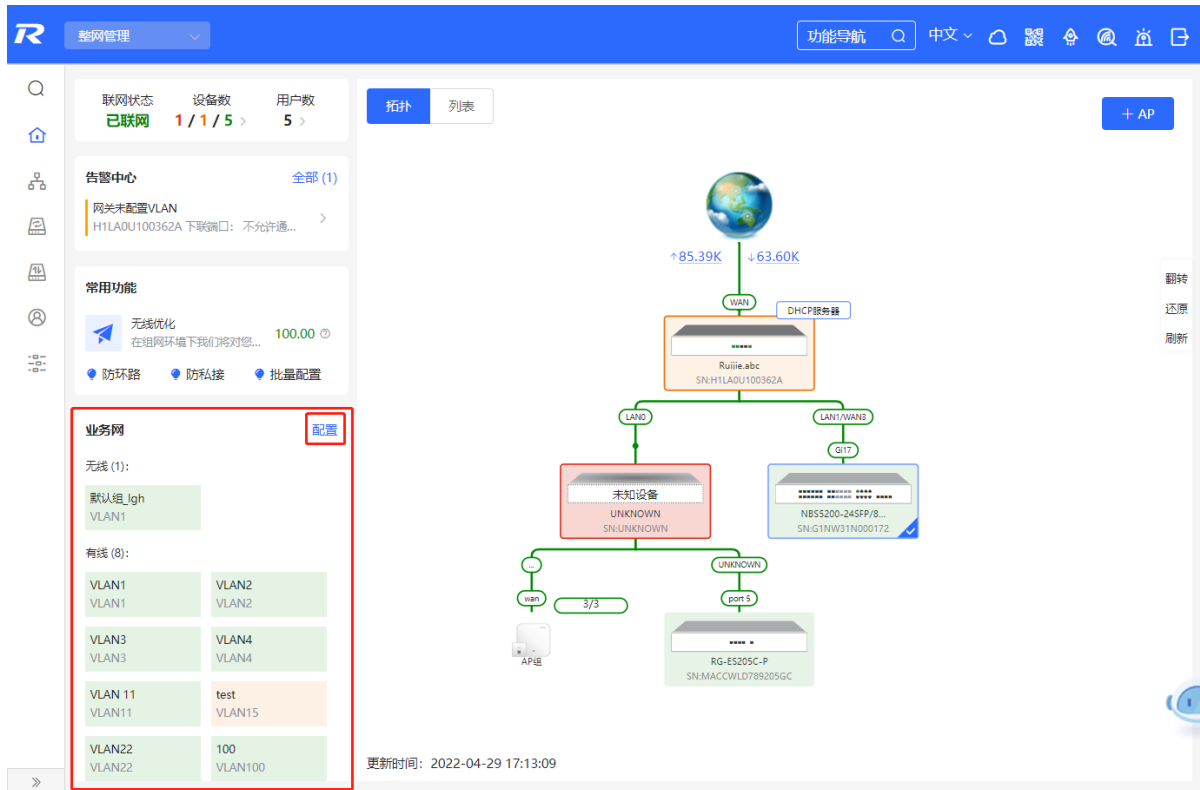 R
整网管理
功能导航
中文
联网状态 设备数 用户数
已联网 1 / 1 / 5 > 5 >
告警中心 全部 (1)
网关未配置VLAN
H1LA0U100362A 下联端口： 不允许通...
常用功能
无线优化
在组网环境下我们将对您... 100.00
防环路 防私接 批量配置
业务网 配置
无线 (1):
默认组_lgh
VLAN1
有线 (8):
VLAN1 VLAN2
VLAN1 VLAN2
VLAN3 VLAN4
VLAN3 VLAN4
VLAN 11 test
VLAN11 VLAN15
VLAN22 100
VLAN22 VLAN100
拓扑 列表
+ AP
↑85.39K ↓63.60K
WAN
DHCP服务器
Ruijie.abc
SN:H1LA0U100362A
LAN0 LAN1/WAN3
GI17
未知设备
UNKNOWN
SN:UNKNOWN
NBS5200-24SFP/8...
SN:G1NW31N000172
... UNKNOWN
wan 3/3 port 5
AP组
RG-ES205C-P
SN:MACCWLD789205GC
翻转
还原
刷新
更新时间：2022-04-29 17:13:09